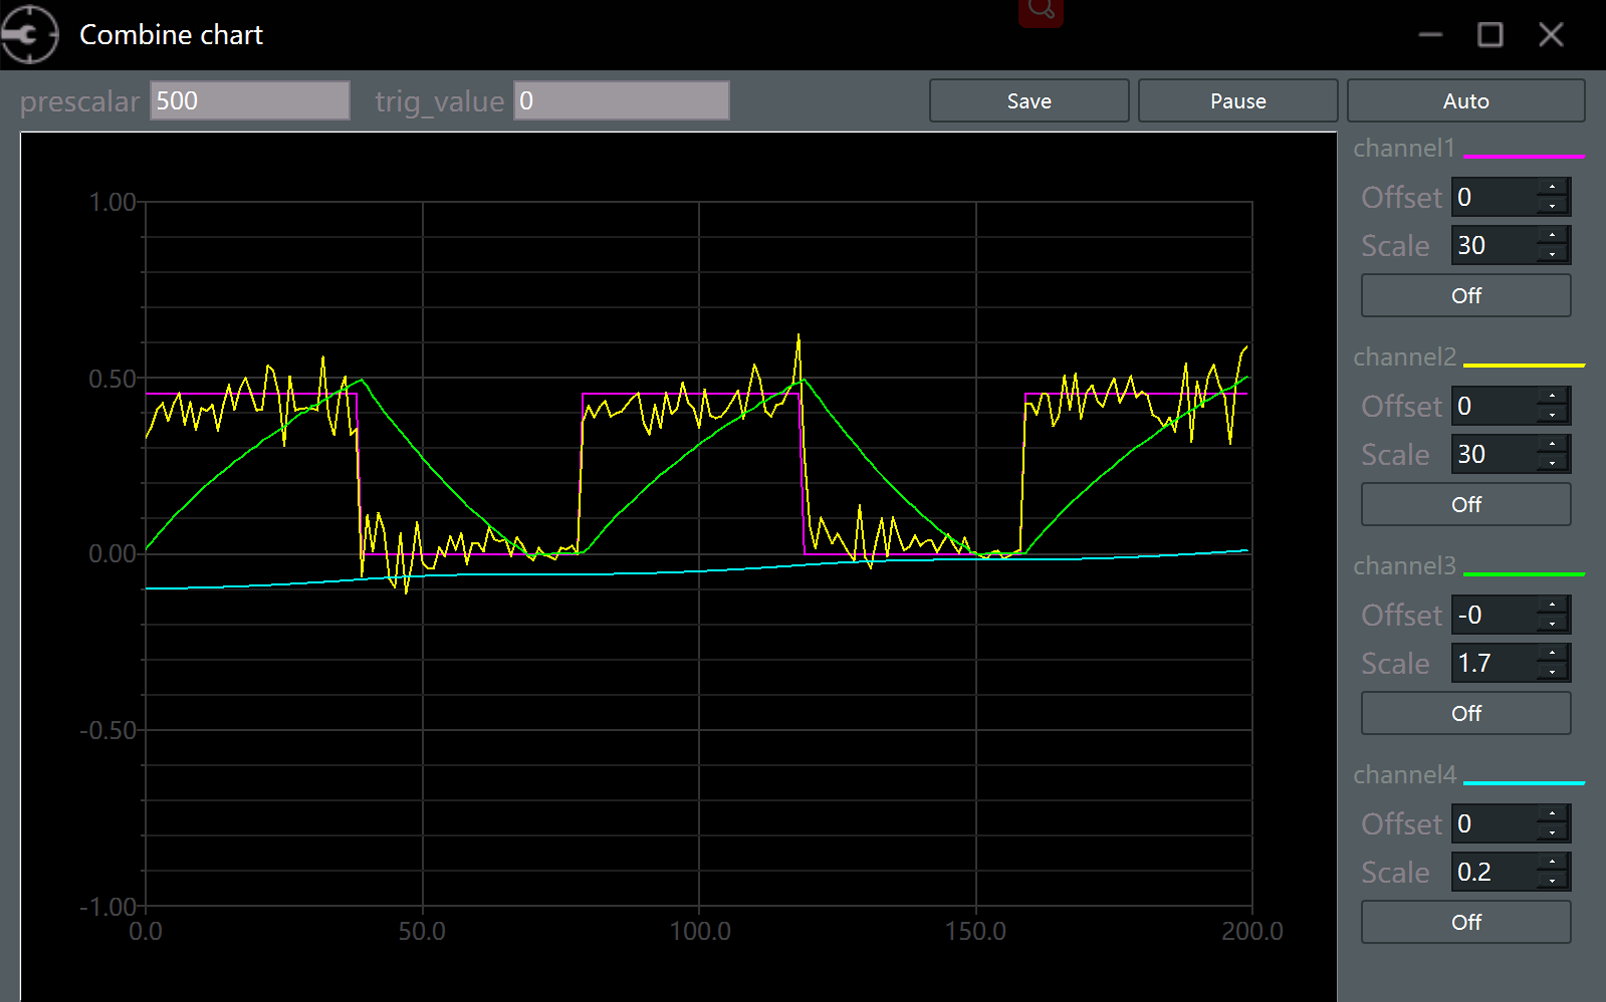 Combine chart
prescalar 500 trig_value 0 Save Pause Auto
channel1
Offset 0
Scale 30
Off
channel2
Offset 0
Scale 30
Off
channel3
Offset -0
Scale 1.7
Off
channel4
Offset 0
Scale 0.2
Off
1.00
0.50
0.00
-0.50
-1.00
0.0 50.0 100.0 150.0 200.0